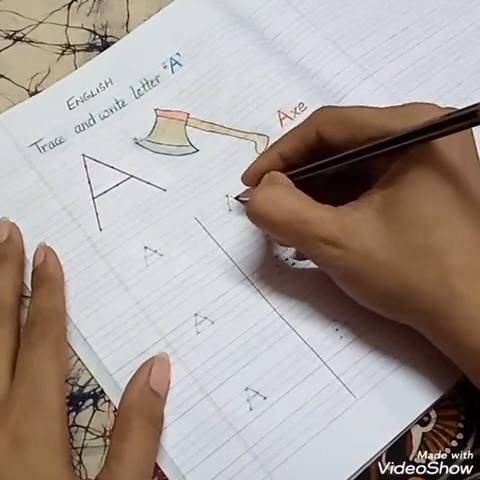 ENGLISH
Trace and write letter "A"
Axe
A
A
A
A
Made with
VideoShow